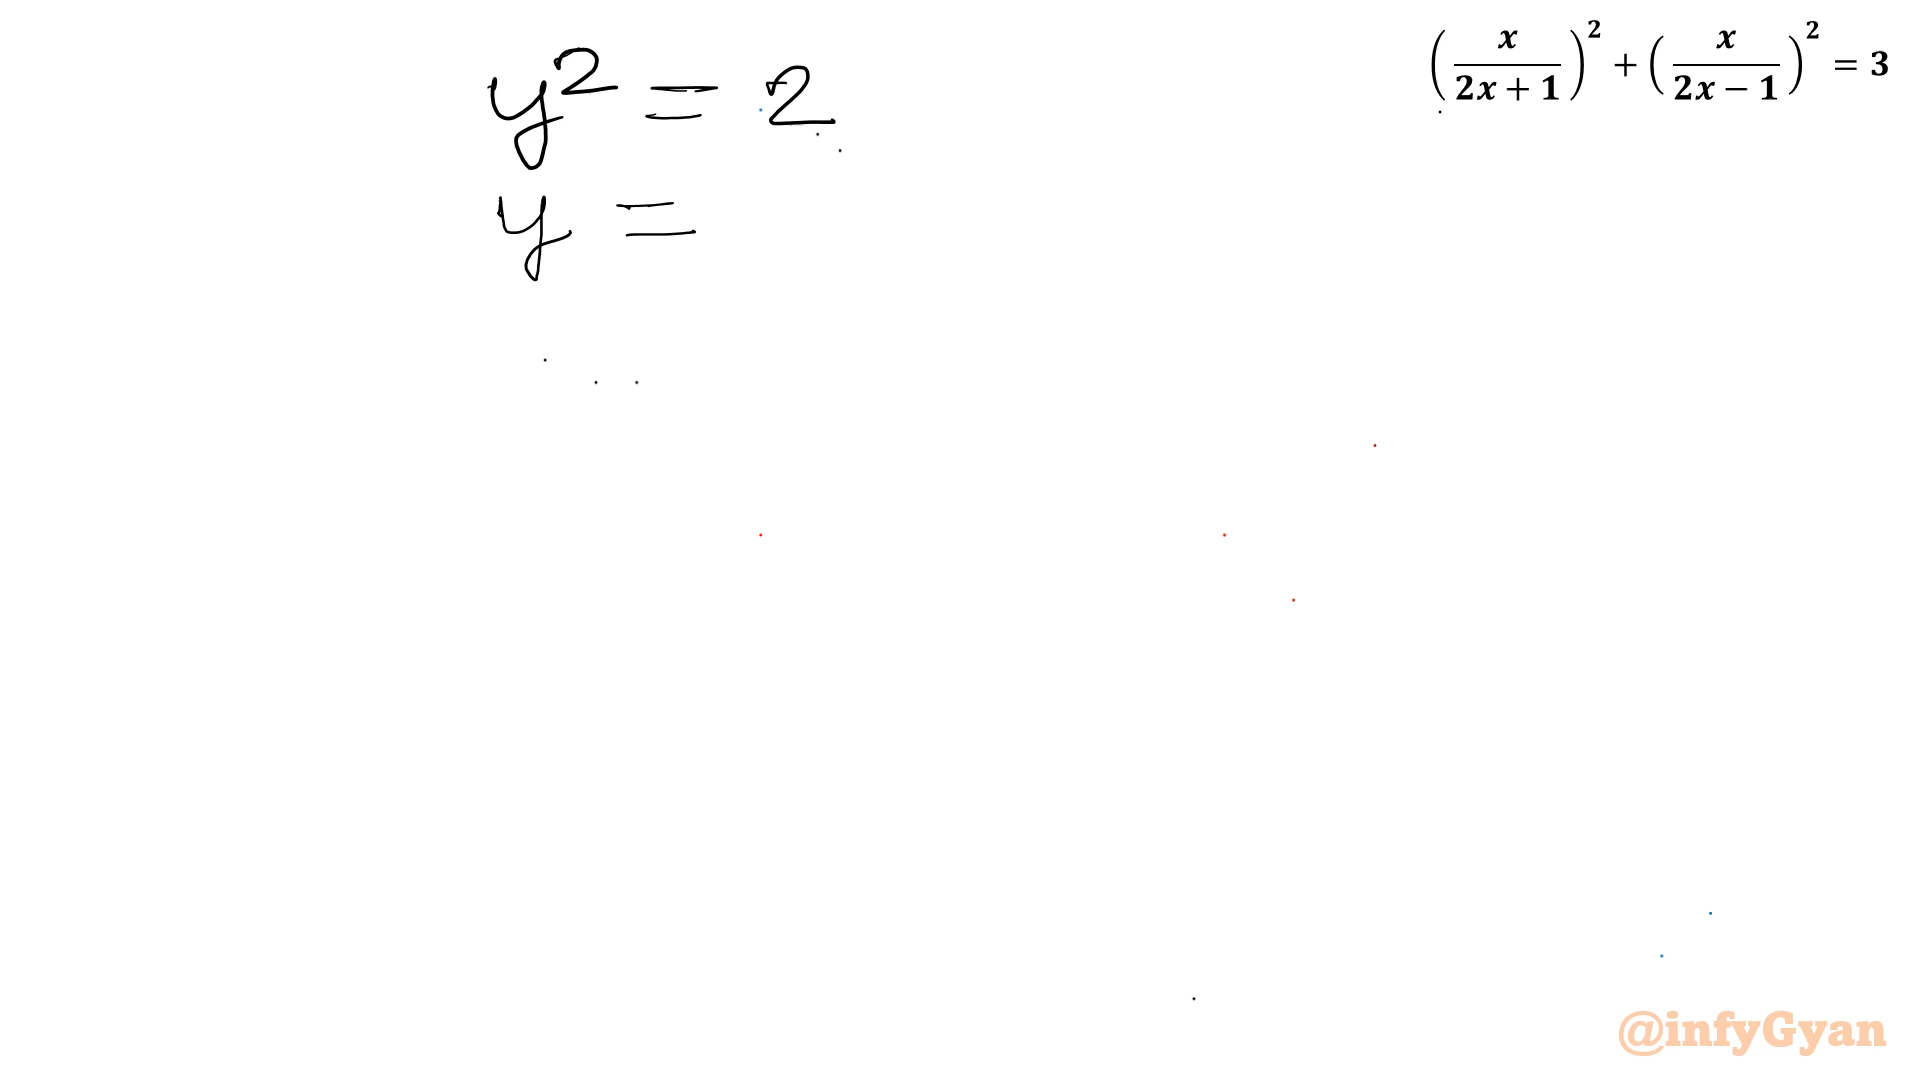 y² = 2
y =
(x/(2x + 1))² + (x/(2x − 1))² = 3
@infyGyan